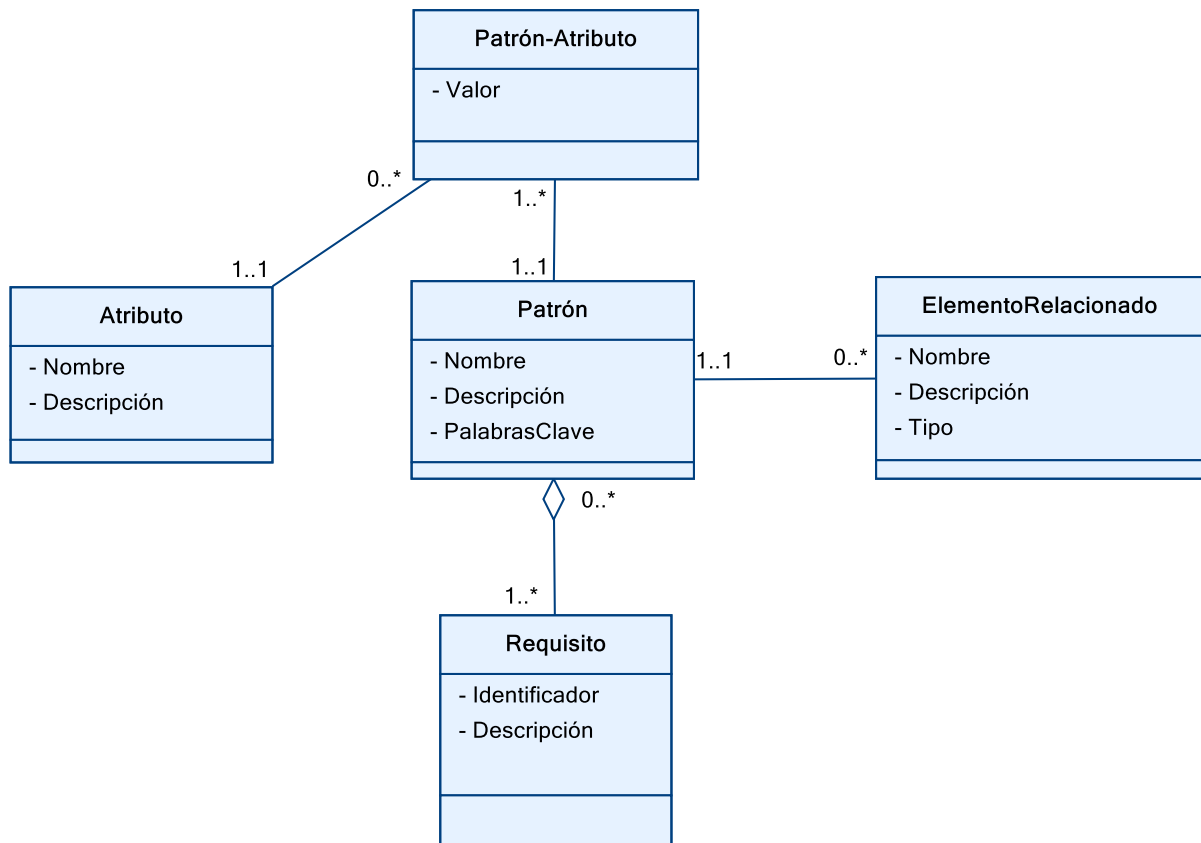 Patrón-Atributo
- Valor
0..*
1..*
1..1
1..1
Atributo
- Nombre
- Descripción
Patrón
- Nombre
- Descripción
- PalabrasClave
1..1
0..*
ElementoRelacionado
- Nombre
- Descripción
- Tipo
0..*
1..*
Requisito
- Identificador
- Descripción